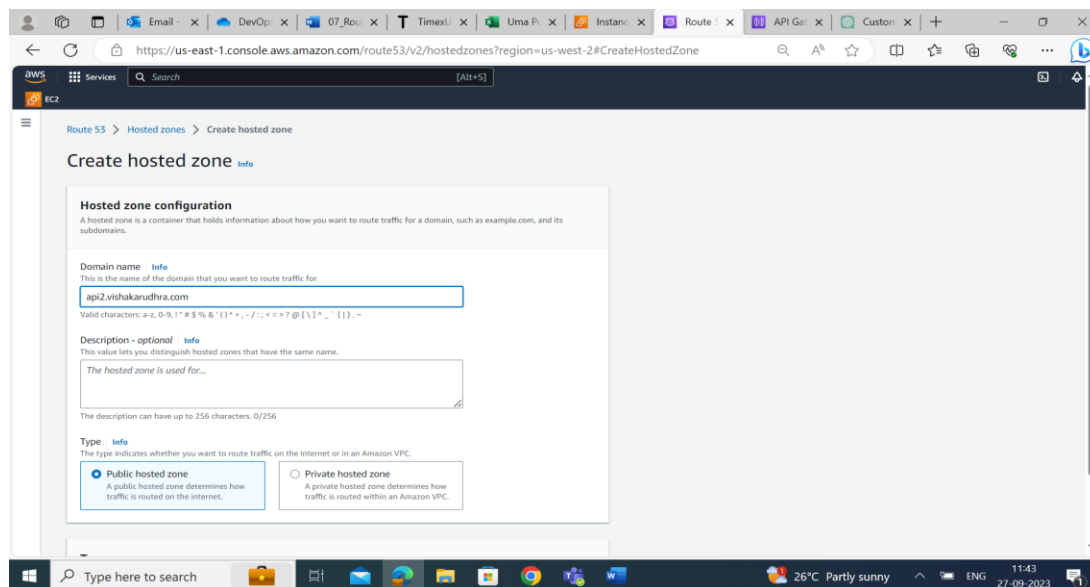 Email -
DevOp:
07_Rou
TimexU
Uma Po
Instanc
Route 5
API Gat
Custom
https://us-east-1.console.aws.amazon.com/route53/v2/hostedzones?region=us-west-2#CreateHostedZone
aws
Services
Search
[Alt+S]
EC2
Route 53 > Hosted zones > Create hosted zone
Create hosted zone Info
Hosted zone configuration
A hosted zone is a container that holds information about how you want to route traffic for a domain, such as example.com, and its
subdomains.
Domain name Info
This is the name of the domain that you want to route traffic for.
api2.vishakarudhra.com
Valid characters: a-z, 0-9, ! " # $ % & ' ( ) * + , - / : ; < = > ? @ [ \ ] ^ _ ` { | } . ~
Description - optional Info
This value lets you distinguish hosted zones that have the same name.
The hosted zone is used for...
The description can have up to 256 characters. 0/256
Type Info
The type indicates whether you want to route traffic on the internet or in an Amazon VPC.
Public hosted zone
A public hosted zone determines how
traffic is routed on the internet.
Private hosted zone
A private hosted zone determines how
traffic is routed within an Amazon VPC.
Type here to search
26°C Partly sunny
ENG
11:43
27-09-2023